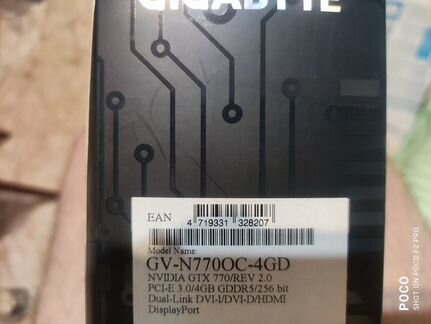 GIGABYTE
EAN
4 719331 328207
Model Name:
GV-N770OC-4GD
NVIDIA GTX 770/REV 2.0
PCI-E 3.0/4GB GDDR5/256 bit
Dual-Link DVI-I/DVI-D/HDMI
DisplayPort
POCO
SHOT ON POCO F2 PRO